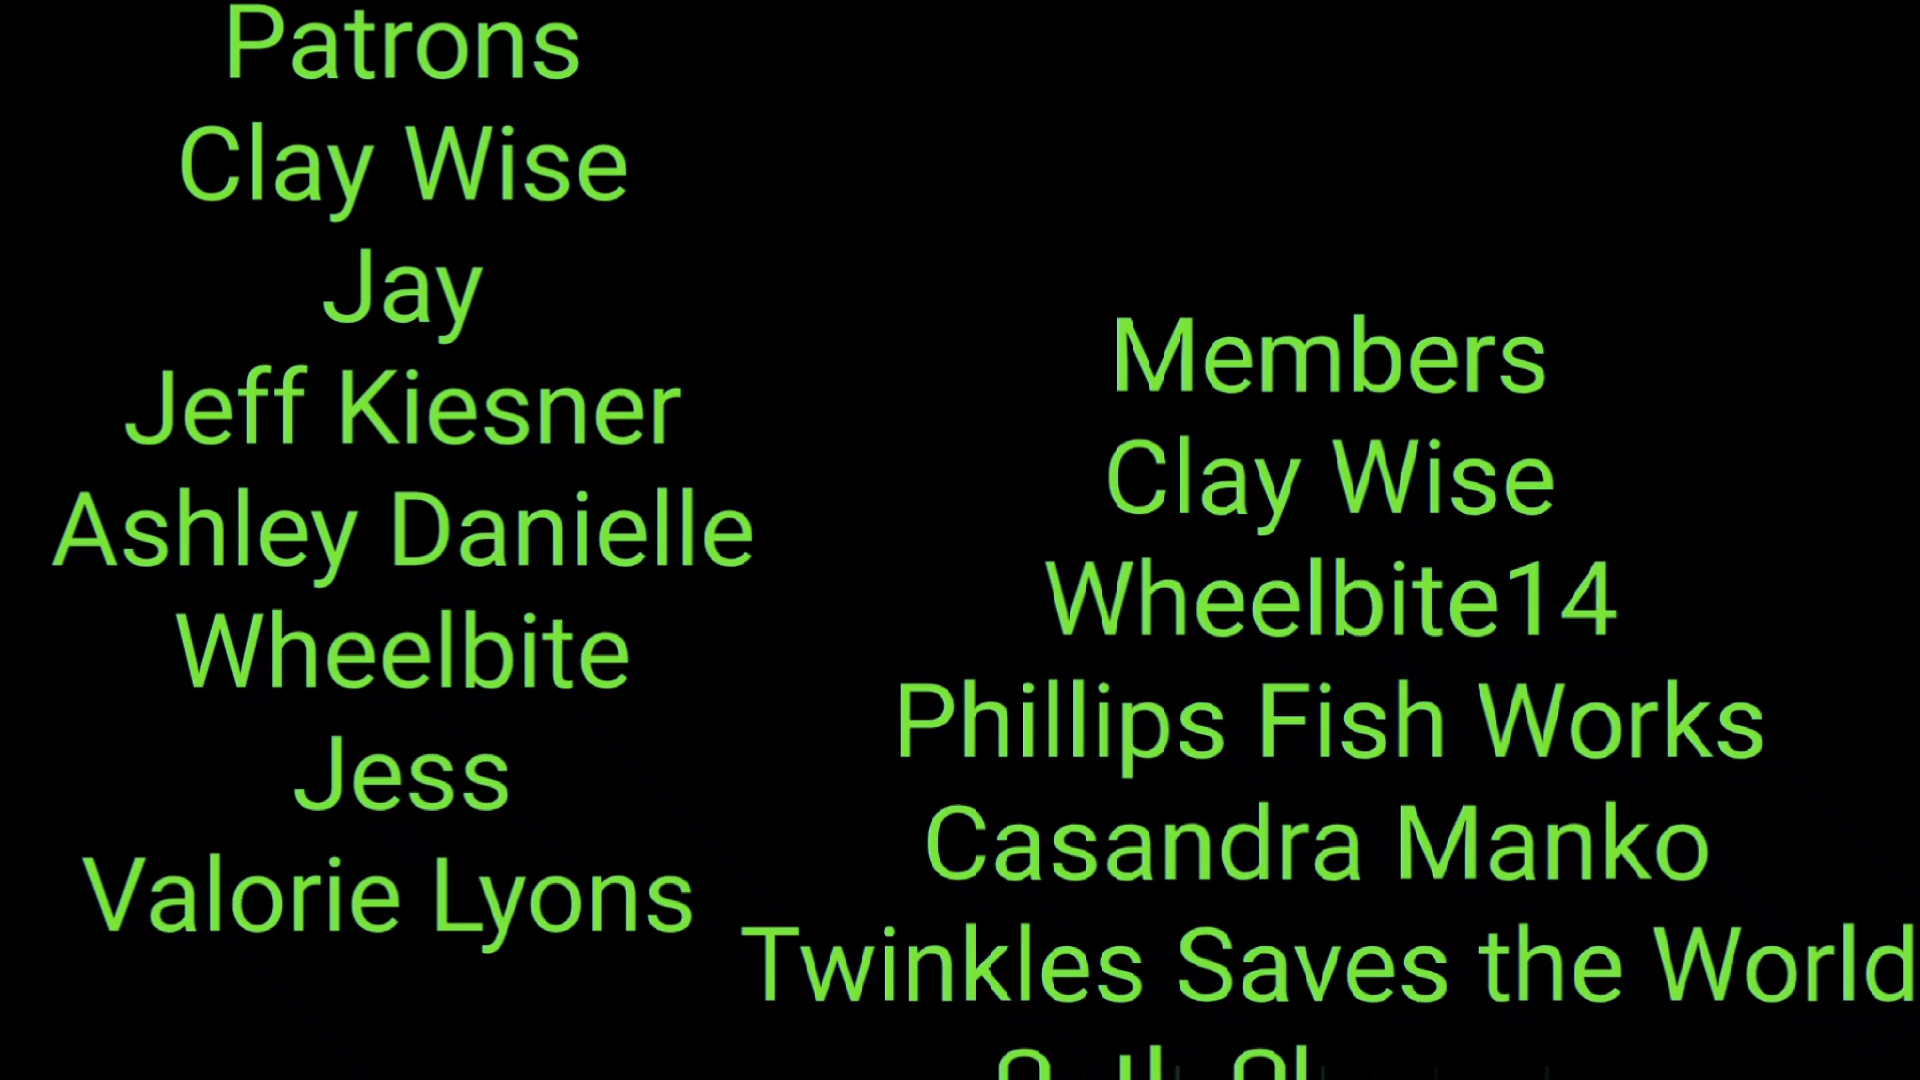 Patrons
Clay Wise
Jay
Jeff Kiesner
Ashley Danielle
Wheelbite
Jess
Valorie Lyons
Members
Clay Wise
Wheelbite14
Phillips Fish Works
Casandra Manko
Twinkles Saves the World